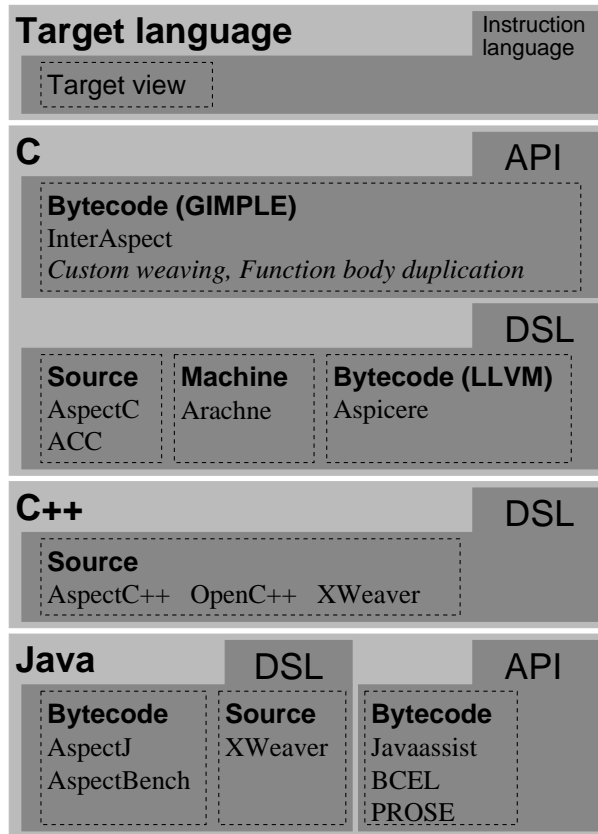 Target language
Instruction
language
Target view
C
API
Bytecode (GIMPLE)
InterAspect
Custom weaving, Function body duplication
DSL
Source
AspectC
ACC
Machine
Arachne
Bytecode (LLVM)
Aspicere
C++
DSL
Source
AspectC++ OpenC++ XWeaver
Java
DSL
API
Bytecode
AspectJ
AspectBench
Source
XWeaver
Bytecode
Javaassist
BCEL
PROSE